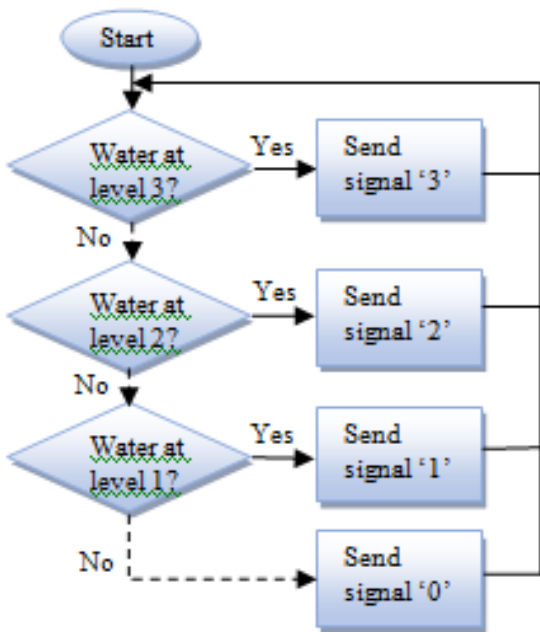 Start
Water at
level 3?
Yes
Send
signal ‘3’
No
Water at
level 2?
Yes
Send
signal ‘2’
No
Water at
level 1?
Yes
Send
signal ‘1’
No
Send
signal ‘0’